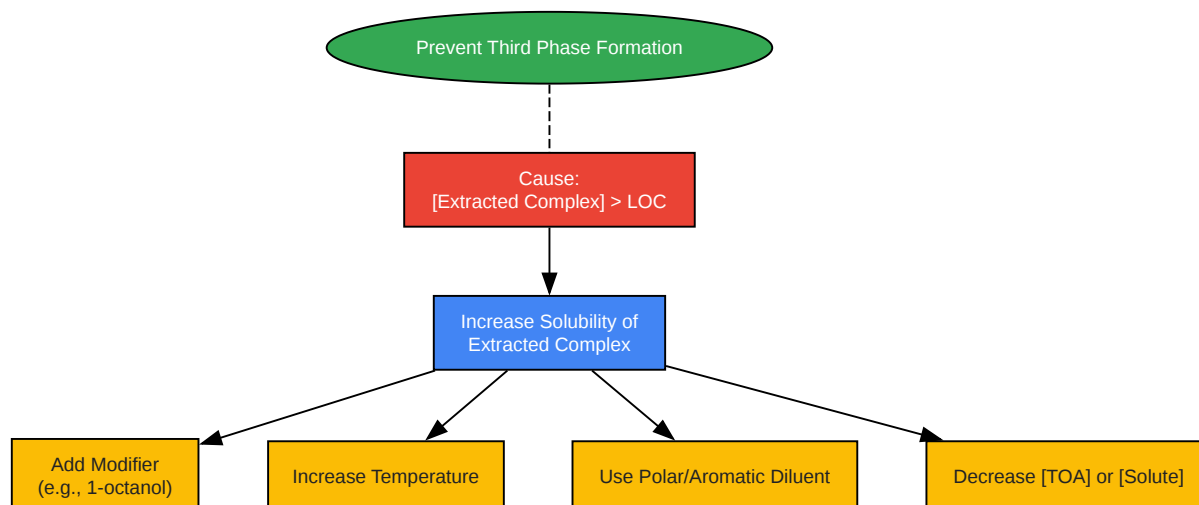 Prevent Third Phase Formation
Cause:
[Extracted Complex] > LOC
Increase Solubility of
Extracted Complex
Add Modifier
(e.g., 1-octanol)
Increase Temperature
Use Polar/Aromatic Diluent
Decrease [TOA] or [Solute]